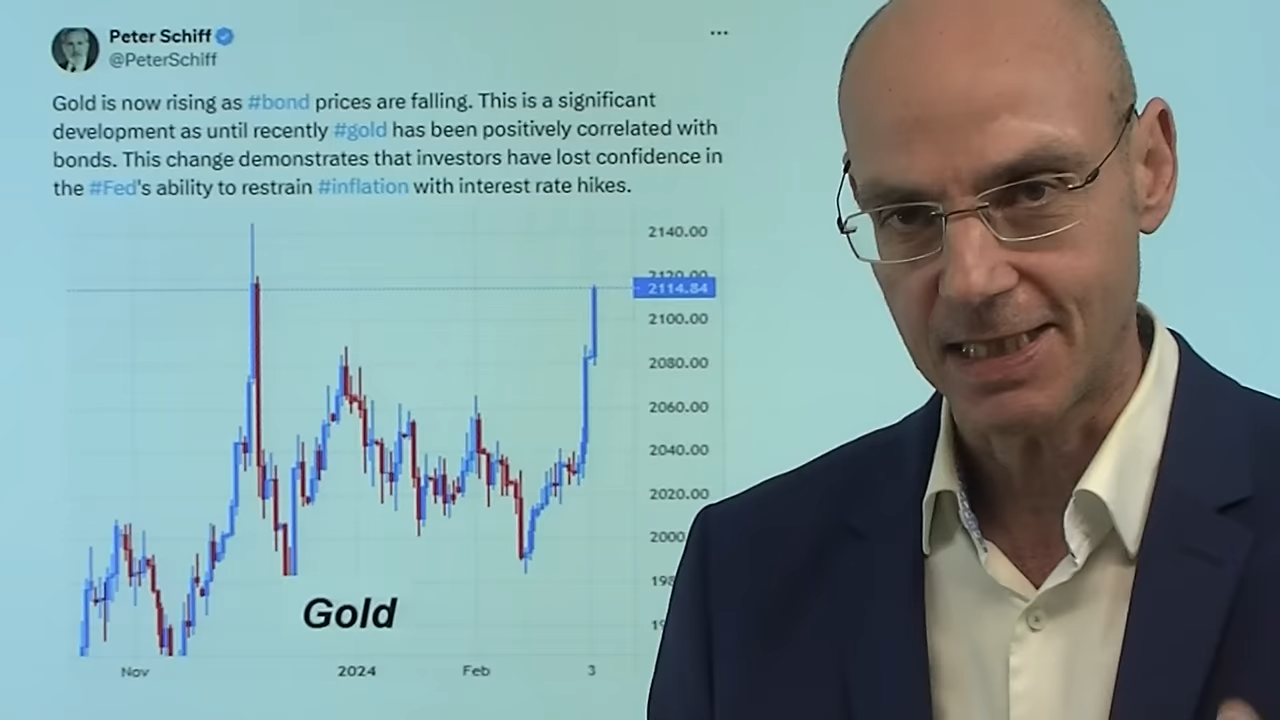 Peter Schiff
@PeterSchiff
Gold is now rising as #bond prices are falling. This is a significant
development as until recently #gold has been positively correlated with
bonds. This change demonstrates that investors have lost confidence in
the #Fed's ability to restrain #inflation with interest rate hikes.
2140.00
2120.00
2114.84
2100.00
2080.00
2060.00
2040.00
2020.00
2000
Gold
Nov
2024
Feb
3